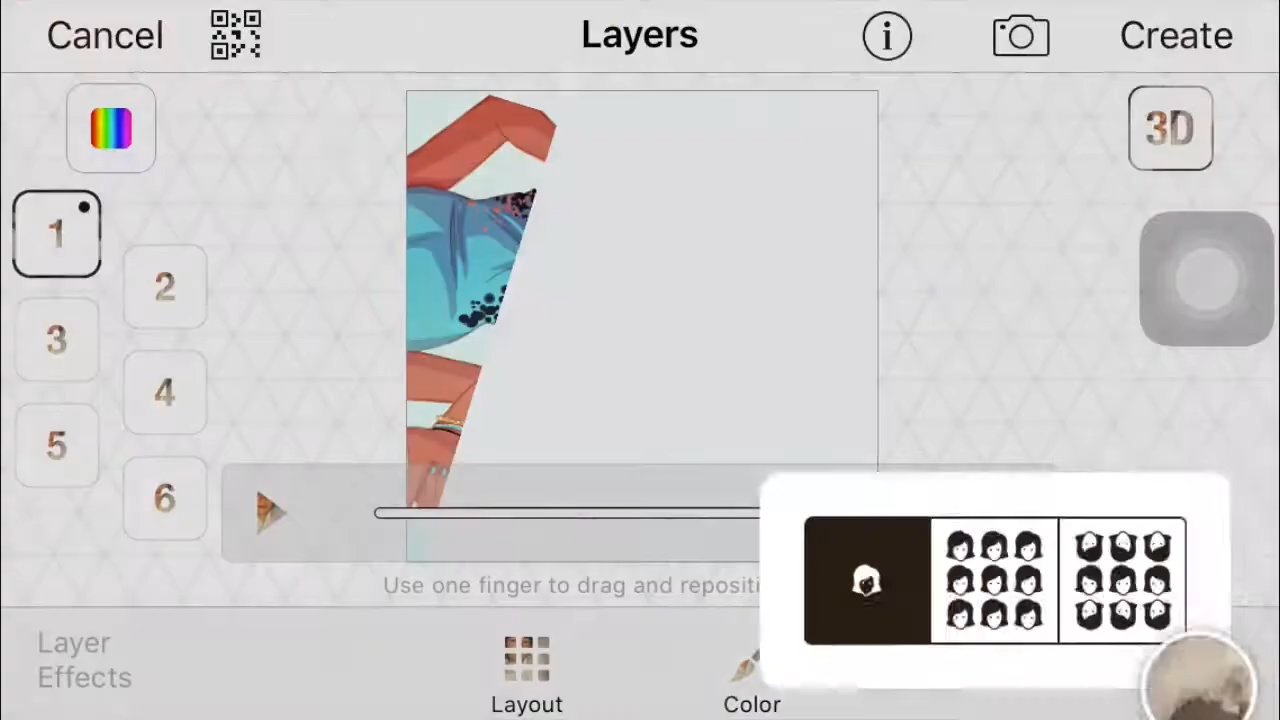 Cancel
Layers
i
Create
3D
1
2
3
4
5
6
Use one finger to drag and repositi
Layer
Effects
Layout
Color